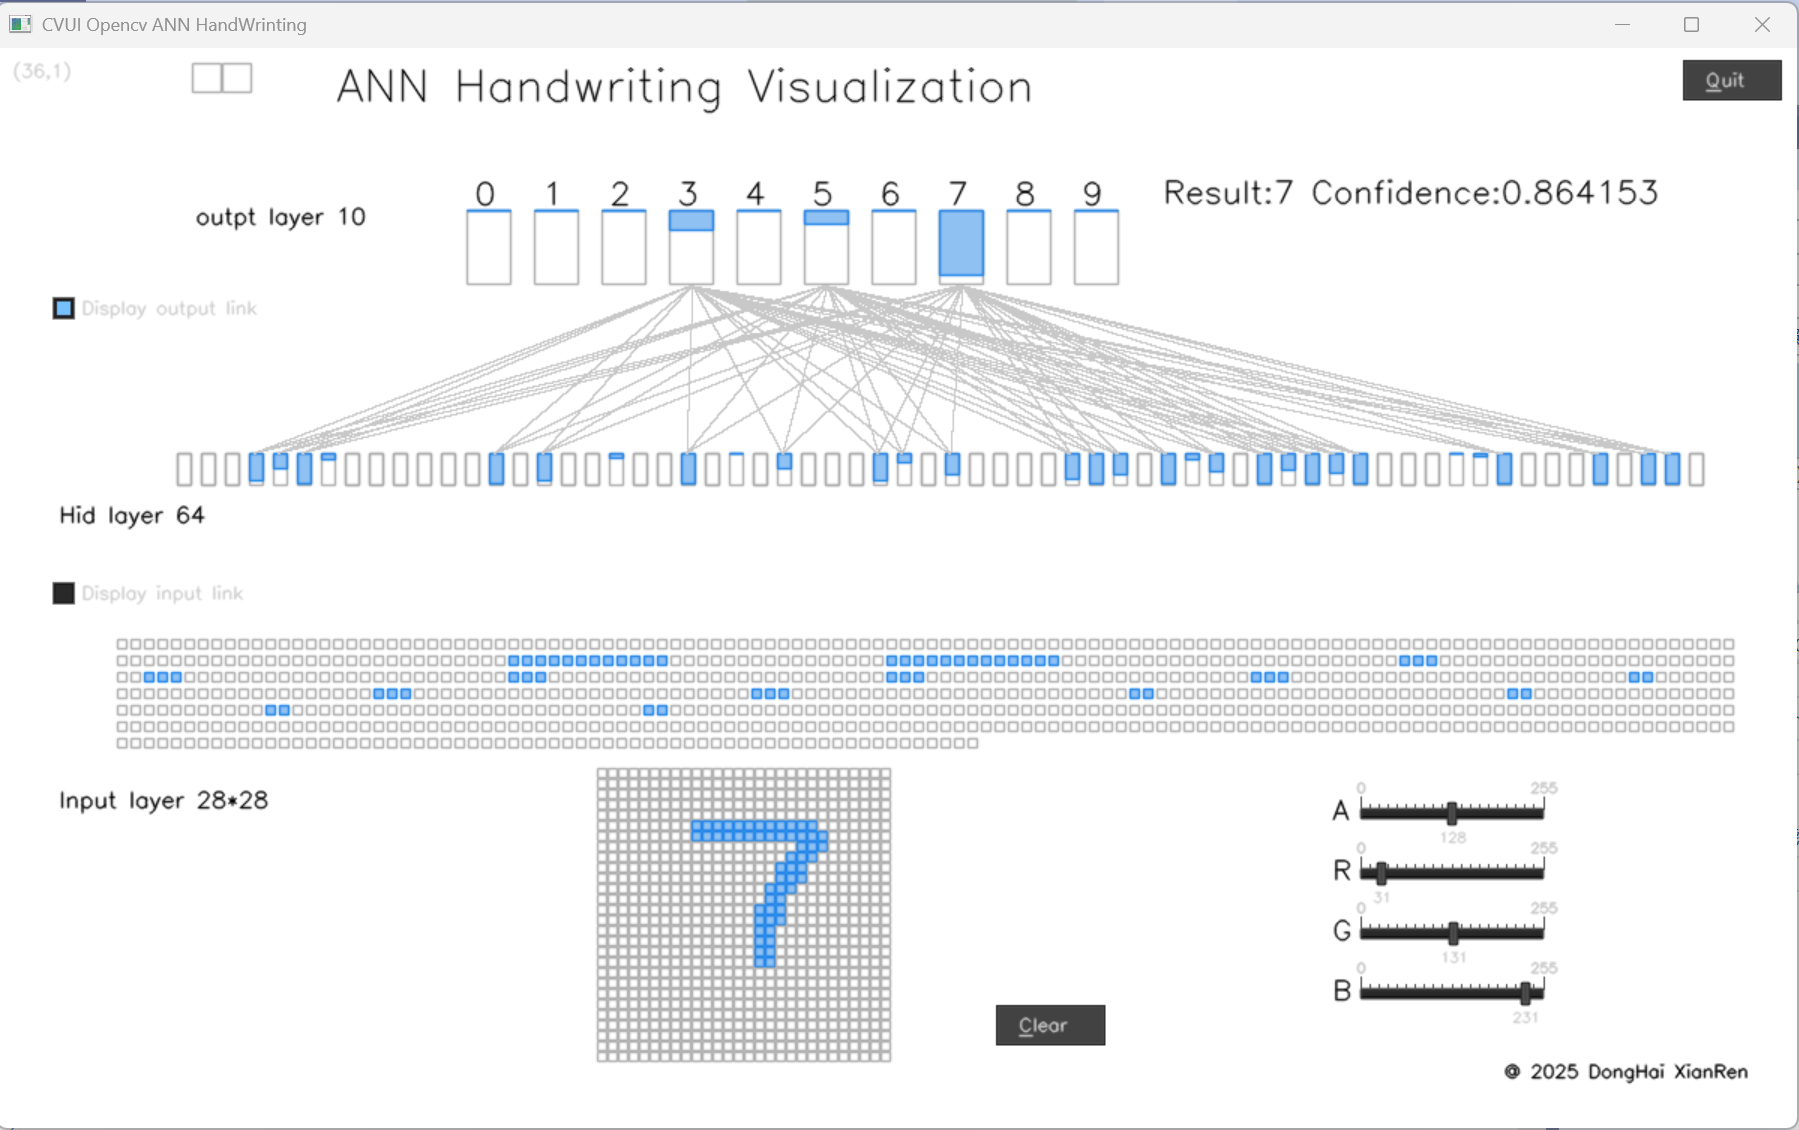 CVUI Opencv ANN HandWrinting
(36,1)
ANN Handwriting Visualization
Quit
0 1 2 3 4 5 6 7 8 9
Result:7 Confidence:0.864153
outpt layer 10
Display output link
Hid layer 64
Display input link
Input layer 28*28
7
0 255
A
128
0 255
R
31
0 255
G
131
0 255
B
231
Clear
@ 2025 DongHai XianRen